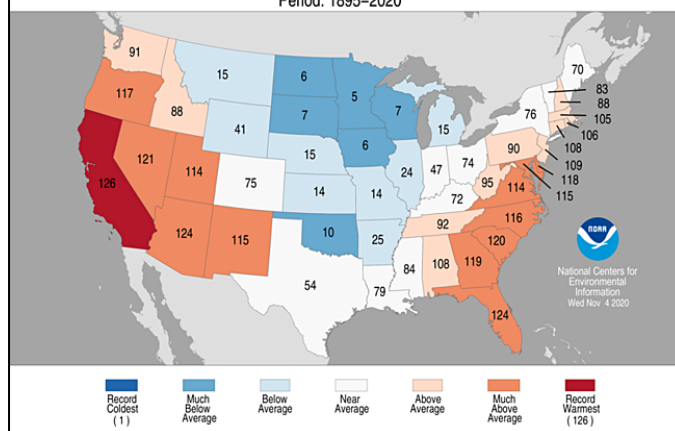 Period: 1895–2020
91
15
6
5
70
117
88
7
7
15
76
83
88
105
106
108
109
118
115
41
6
121
114
126
75
15
24
47
74
90
14
14
72
95
114
124
115
10
25
92
116
120
54
79
84
108
119
124
NOAA
National Centers for
Environmental
Information
Wed Nov 4 2020
Record
Coldest
(1)
Much
Below
Average
Below
Average
Near
Average
Above
Average
Much
Above
Average
Record
Warmest
(126)